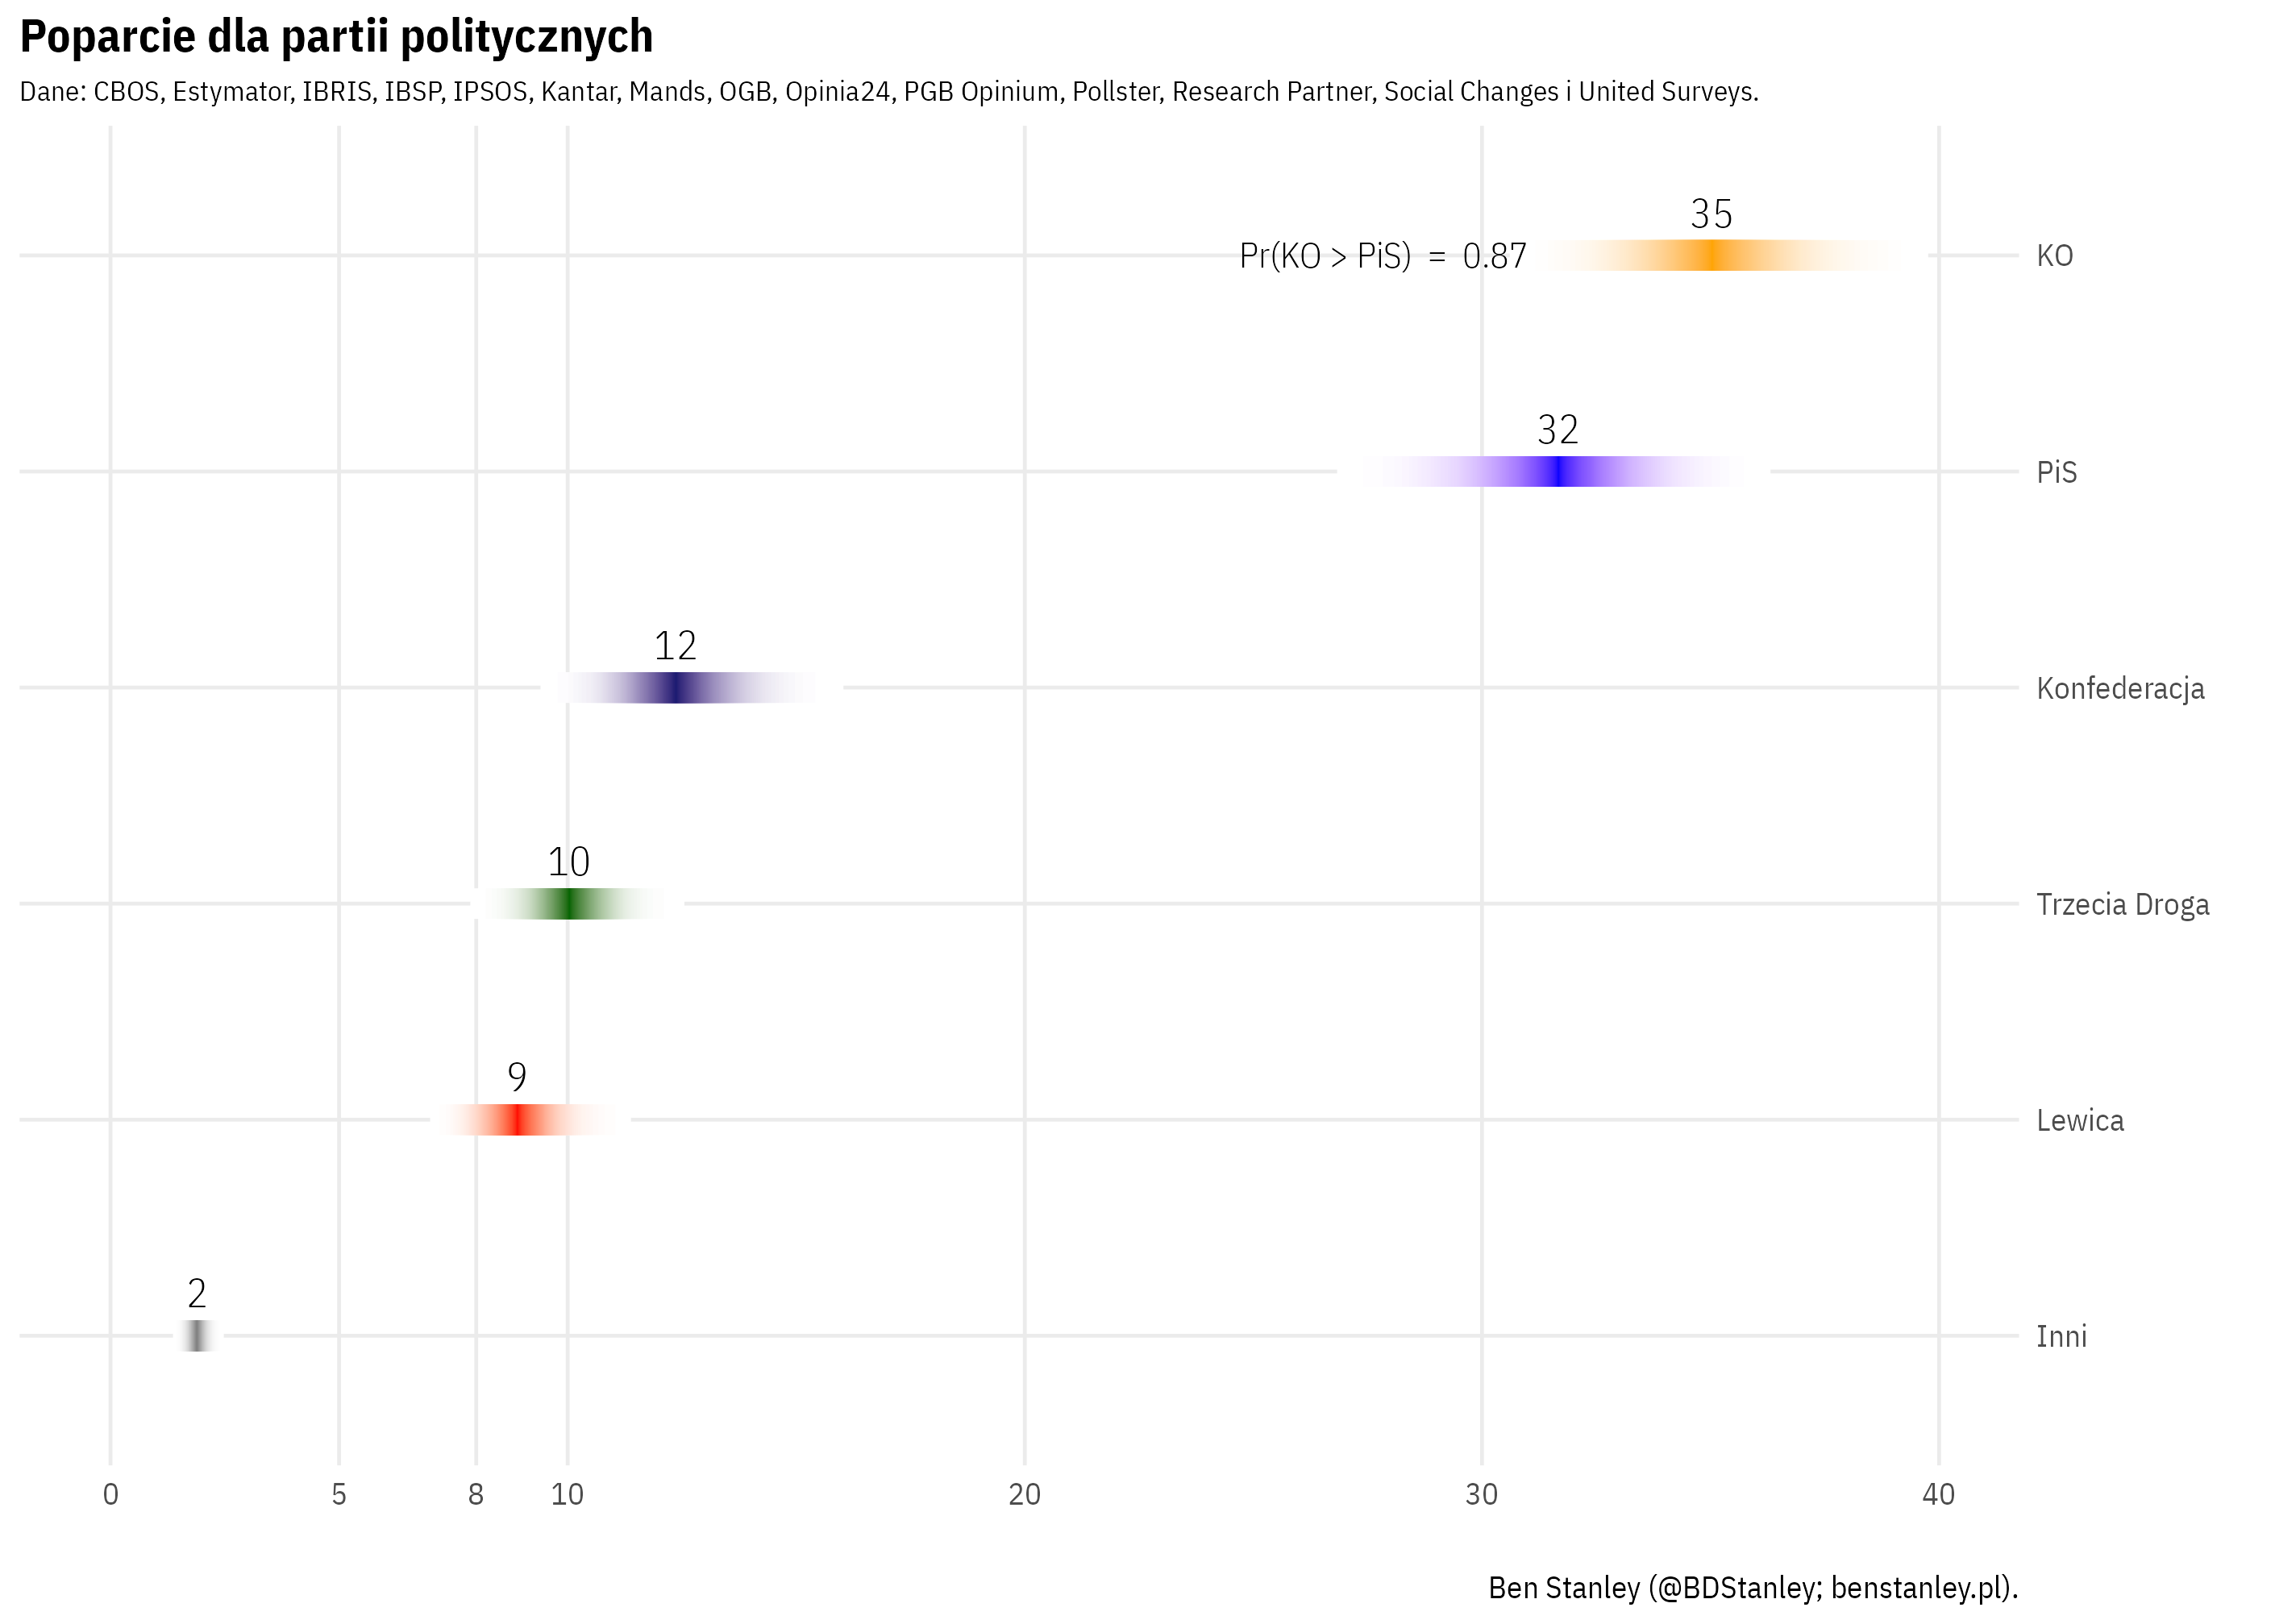 Poparcie dla partii politycznych
Dane: CBOS, Estymator, IBRIS, IBSP, IPSOS, Kantar, Mands, OGB, Opinia24, PGB Opinium, Pollster, Research Partner, Social Changes i United Surveys.
35
Pr(KO > PiS) = 0.87
KO
32
PiS
12
Konfederacja
10
Trzecia Droga
9
Lewica
2
Inni
0 5 8 10 20 30 40
Ben Stanley (@BDStanley; benstanley.pl).